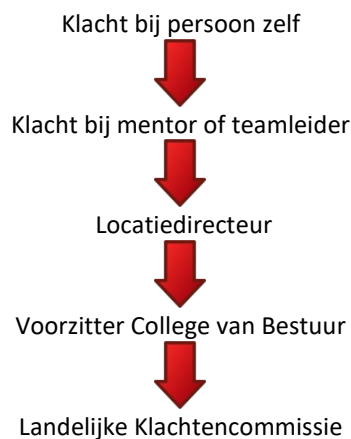 Klacht bij persoon zelf
Klacht bij mentor of teamleider
Locatiedirecteur
Voorzitter College van Bestuur
Landelijke Klachtencommissie